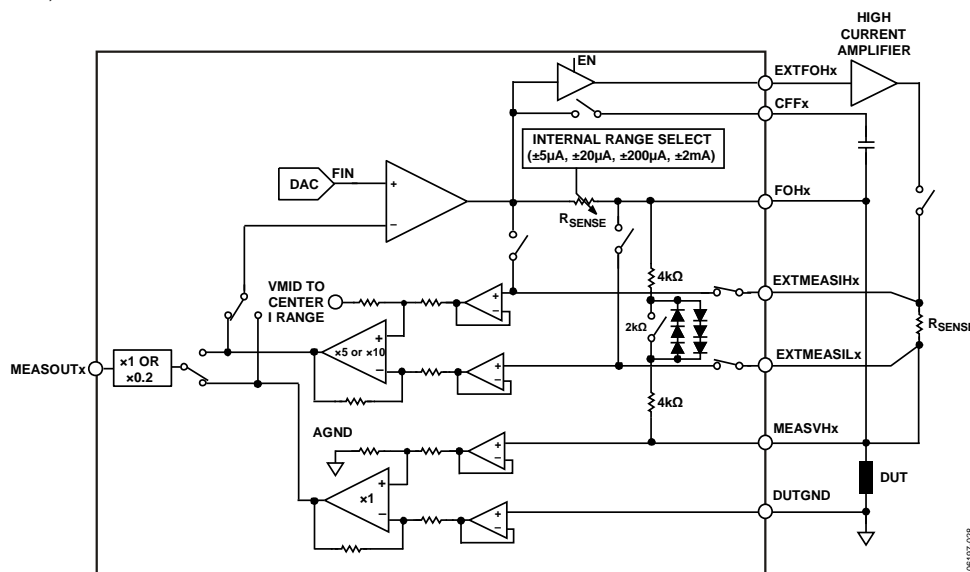 HIGH
CURRENT
AMPLIFIER
EN
EXTFOHx
CFFx
INTERNAL RANGE SELECT
(±5µA, ±20µA, ±200µA, ±2mA)
DAC
FIN
+
−
RSENSE
FOHx
4kΩ
VMID TO
CENTER
I RANGE
+
−
EXTMEASIHx
2kΩ
RSENSE
MEASOUTx
×1 OR
×0.2
×5 or ×10
+
−
+
−
EXTMEASILx
4kΩ
AGND
+
−
MEASVHx
×1
+
−
DUT
+
−
DUTGND